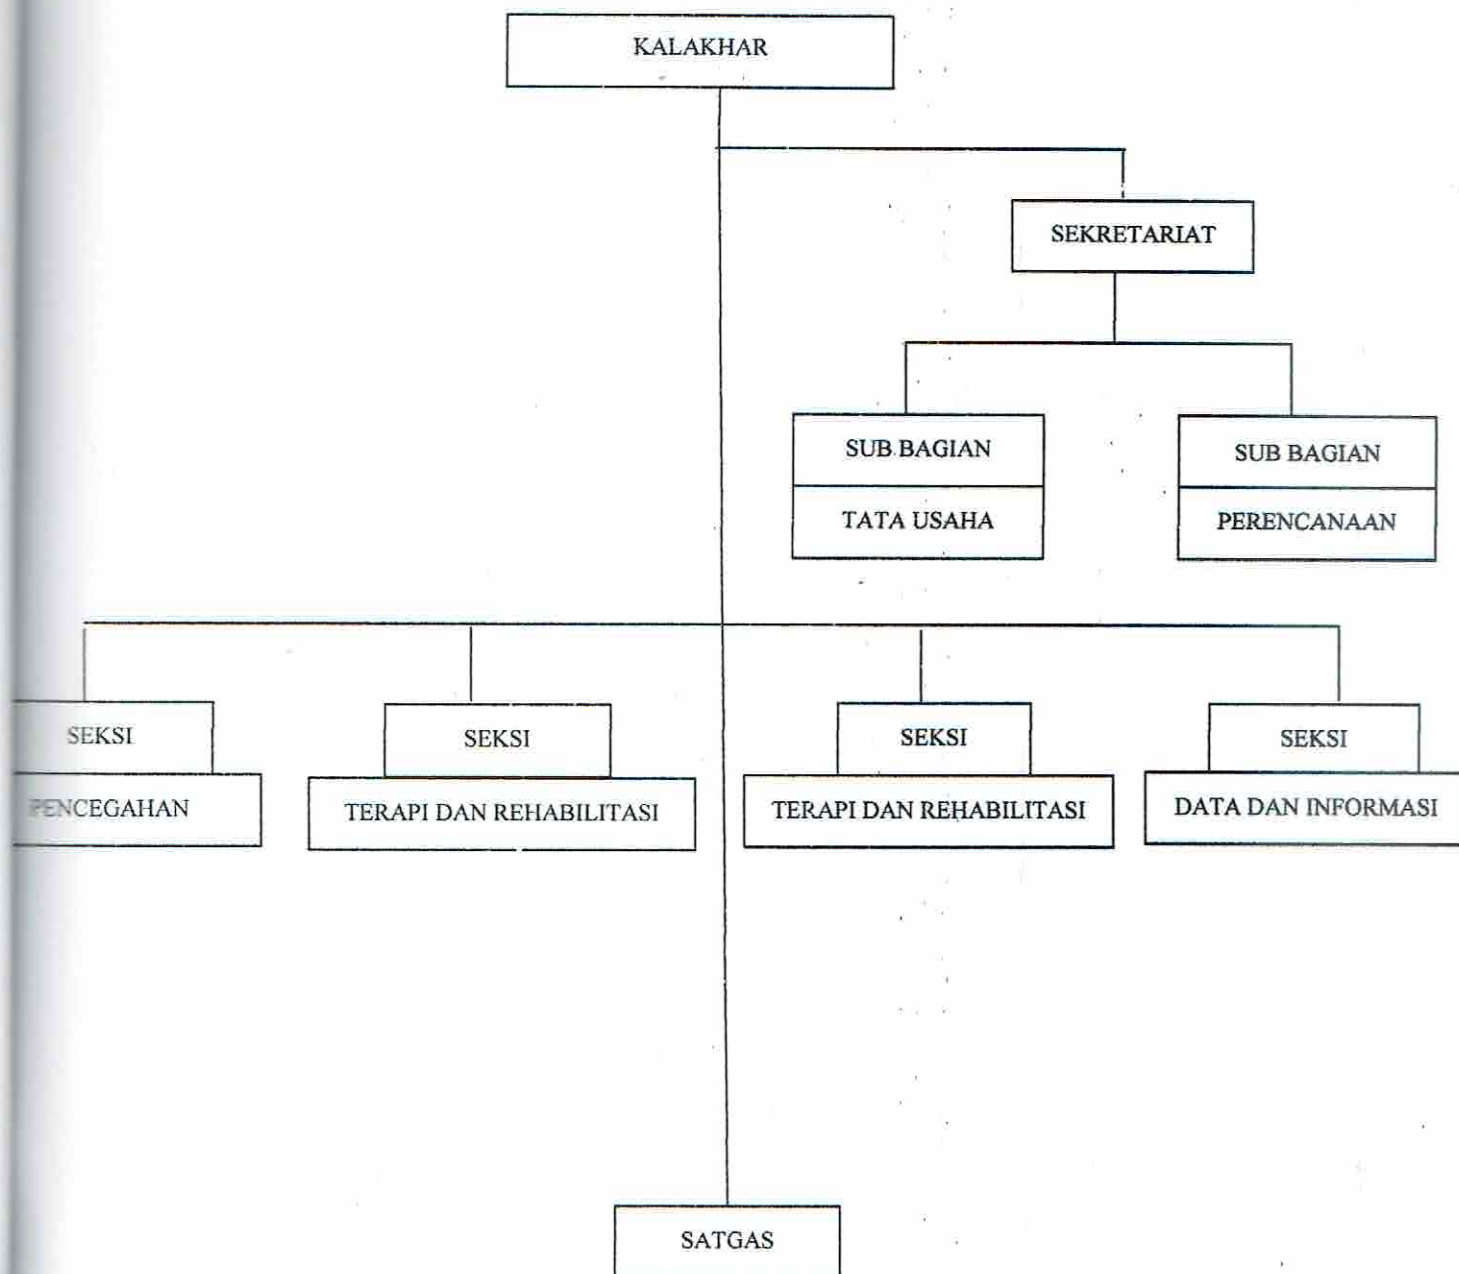 KALAKHAR
SEKRETARIAT
SUB BAGIAN
TATA USAHA
SUB BAGIAN
PERENCANAAN
SEKSI
PENCEGAHAN
SEKSI
TERAPI DAN REHABILITASI
SEKSI
TERAPI DAN REHABILITASI
SEKSI
DATA DAN INFORMASI
SATGAS